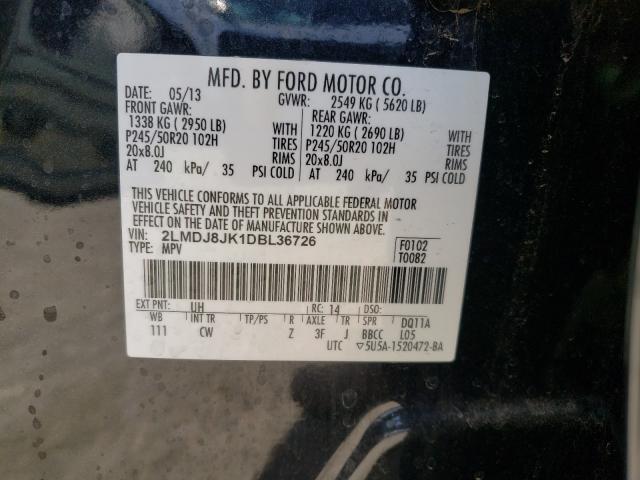 MFD. BY FORD MOTOR CO.
DATE: 05/13 GVWR: 2549 KG ( 5620 LB)
FRONT GAWR: REAR GAWR:
1338 KG ( 2950 LB) WITH 1220 KG ( 2690 LB) WITH
P245/50R20 102H TIRES P245/50R20 102H TIRES
20x8.0J RIMS 20x8.0J RIMS
AT 240 kPa/ 35 PSI COLD AT 240 kPa/ 35 PSI COLD
THIS VEHICLE CONFORMS TO ALL APPLICABLE FEDERAL MOTOR
VEHICLE SAFETY AND THEFT PREVENTION STANDARDS IN
EFFECT ON THE DATE OF MANUFACTURE SHOWN ABOVE.
VIN: 2LMDJ8JK1DBL36726 F0102
TYPE: MPV T0082
EXT PNT: UH RC: 14 DSO:
WB INT TR TP/PS R AXLE TR SPR DQ11A
111 CW Z 3F J BBCC L05
UTC ▽5U5A-1520472-BA